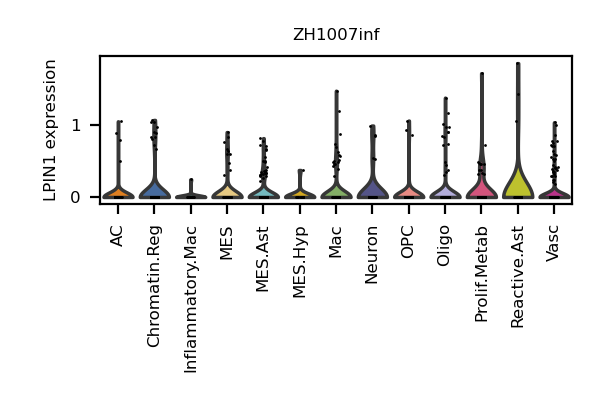 ZH1007inf
LPIN1 expression
1
0
AC
Chromatin.Reg
Inflammatory.Mac
MES
MES.Ast
MES.Hyp
Mac
Neuron
OPC
Oligo
Prolif.Metab
Reactive.Ast
Vasc